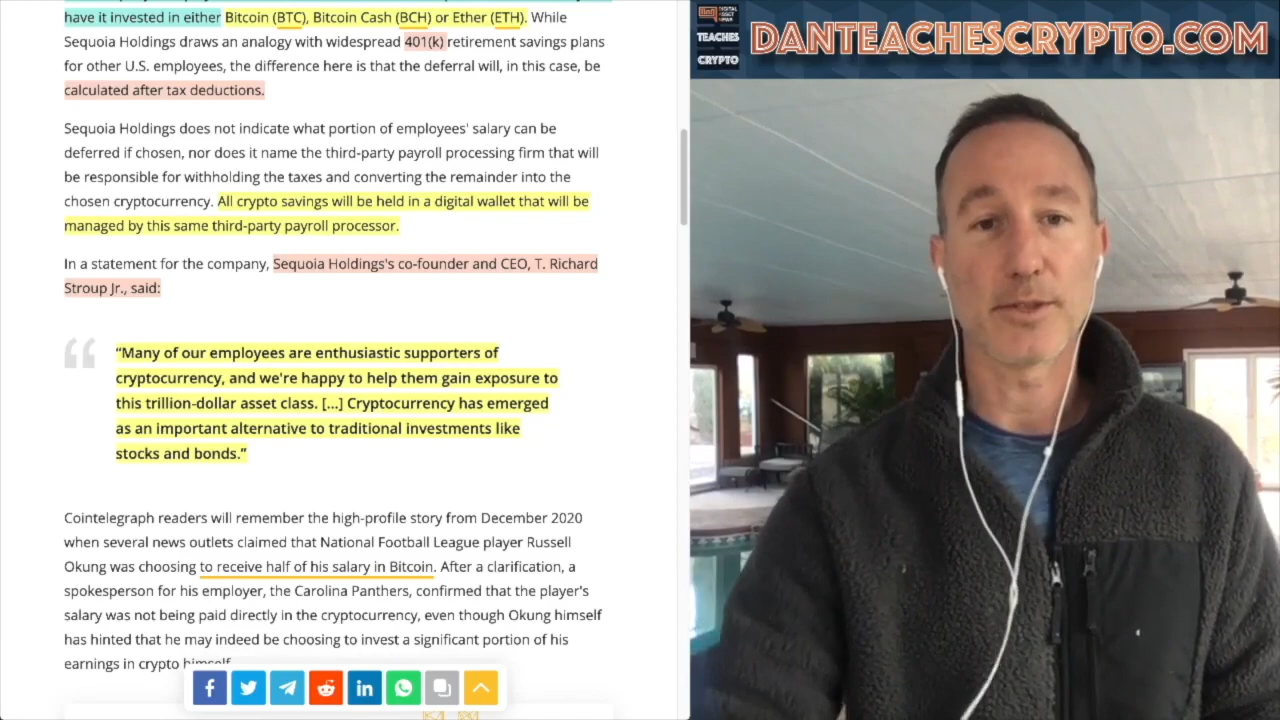 have it invested in either Bitcoin (BTC), Bitcoin Cash (BCH) or Ether (ETH). While
Sequoia Holdings draws an analogy with widespread 401(k) retirement savings plans
for other U.S. employees, the difference here is that the deferral will, in this case, be
calculated after tax deductions.
Sequoia Holdings does not indicate what portion of employees' salary can be
deferred if chosen, nor does it name the third-party payroll processing firm that will
be responsible for withholding the taxes and converting the remainder into the
chosen cryptocurrency. All crypto savings will be held in a digital wallet that will be
managed by this same third-party payroll processor.
In a statement for the company, Sequoia Holdings's co-founder and CEO, T. Richard
Stroup Jr., said:
“Many of our employees are enthusiastic supporters of
cryptocurrency, and we're happy to help them gain exposure to
this trillion-dollar asset class. [...] Cryptocurrency has emerged
as an important alternative to traditional investments like
stocks and bonds.”
Cointelegraph readers will remember the high-profile story from December 2020
when several news outlets claimed that National Football League player Russell
Okung was choosing to receive half of his salary in Bitcoin. After a clarification, a
spokesperson for his employer, the Carolina Panthers, confirmed that the player's
salary was not being paid directly in the cryptocurrency, even though Okung himself
has hinted that he may indeed be choosing to invest a significant portion of his
earnings in crypto himself.
DIGITAL
ASSET
NEWS
TEACHES
CRYPTO
DANTEACHESCRYPTO.COM